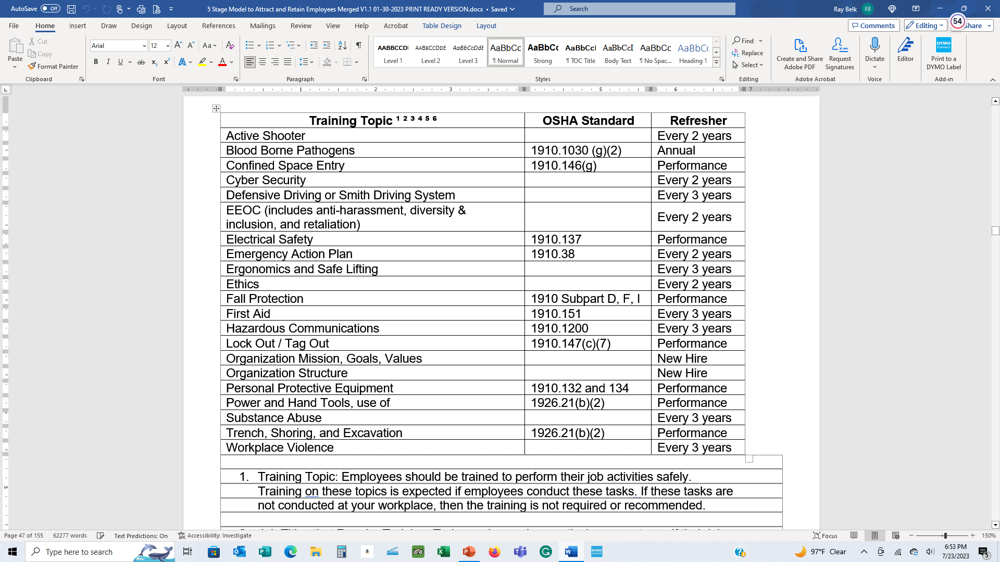 AutoSave Off 5 Stage Model to Attract and Retain Employees Merged V1.1 01-30-2023 PRINT READY VERSION.docx • Saved Search Ray Belk RB
File Home Insert Draw Design Layout References Mailings Review View Help Acrobat Table Design Layout Comments Editing 54 Share
Paste Cut Copy Format Painter Clipboard
Arial 12 Font
Paragraph
AABBCCDI Level 1 AABBCCDDE Level 2 AaBbCcDdE Level 3 AaBbCc ¶ Normal AaBbCc Strong AaBbCcI ¶ TOC Title AaBbCcI Body Text AaBbCc ¶ No Spac... AaBbC Heading 1 Styles
Find Replace Select Editing
Create and Share Adobe PDF Request Signatures Adobe Acrobat
Dictate Voice Editor DYMO Connect Print to a DYMO Label Add-in
1 2 3 5 6 7
Training Topic ¹ ² ³ ⁴ ⁵ ⁶ OSHA Standard Refresher
Active Shooter Every 2 years
Blood Borne Pathogens 1910.1030 (g)(2) Annual
Confined Space Entry 1910.146(g) Performance
Cyber Security Every 2 years
Defensive Driving or Smith Driving System Every 3 years
EEOC (includes anti-harassment, diversity &
inclusion, and retaliation) Every 2 years
Electrical Safety 1910.137 Performance
Emergency Action Plan 1910.38 Every 2 years
Ergonomics and Safe Lifting Every 3 years
Ethics Every 2 years
Fall Protection 1910 Subpart D, F, I Performance
First Aid 1910.151 Every 3 years
Hazardous Communications 1910.1200 Every 3 years
Lock Out / Tag Out 1910.147(c)(7) Performance
Organization Mission, Goals, Values New Hire
Organization Structure New Hire
Personal Protective Equipment 1910.132 and 134 Performance
Power and Hand Tools, use of 1926.21(b)(2) Performance
Substance Abuse Every 3 years
Trench, Shoring, and Excavation 1926.21(b)(2) Performance
Workplace Violence Every 3 years
1. Training Topic: Employees should be trained to perform their job activities safely.
Training on these topics is expected if employees conduct these tasks. If these tasks are
not conducted at your workplace, then the training is not required or recommended.
Page 47 of 155 62277 words Text Predictions: On Accessibility: Investigate Focus 150%
Type here to search 97°F Clear 6:53 PM
7/23/2023 5